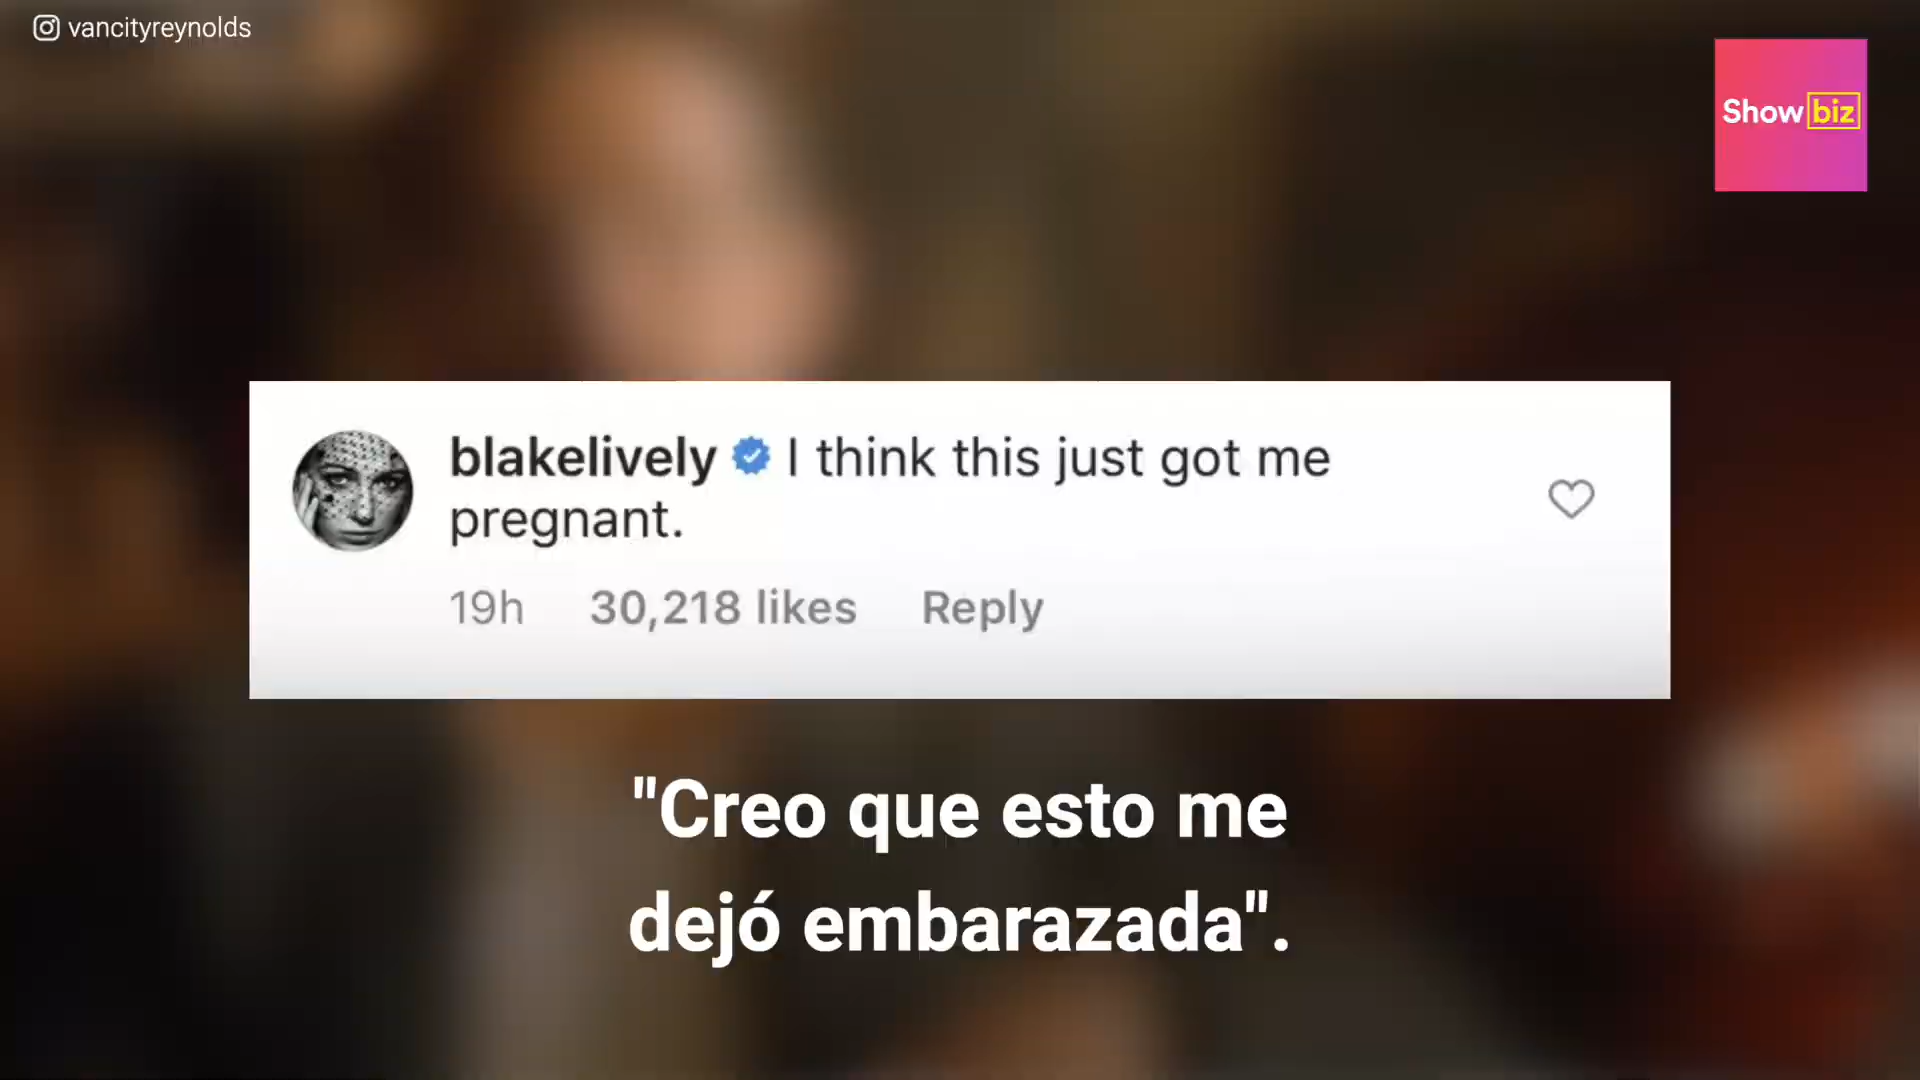 vancityreynolds
Show biz
blakelively I think this just got me
pregnant.
19h 30,218 likes Reply
"Creo que esto me
dejó embarazada".